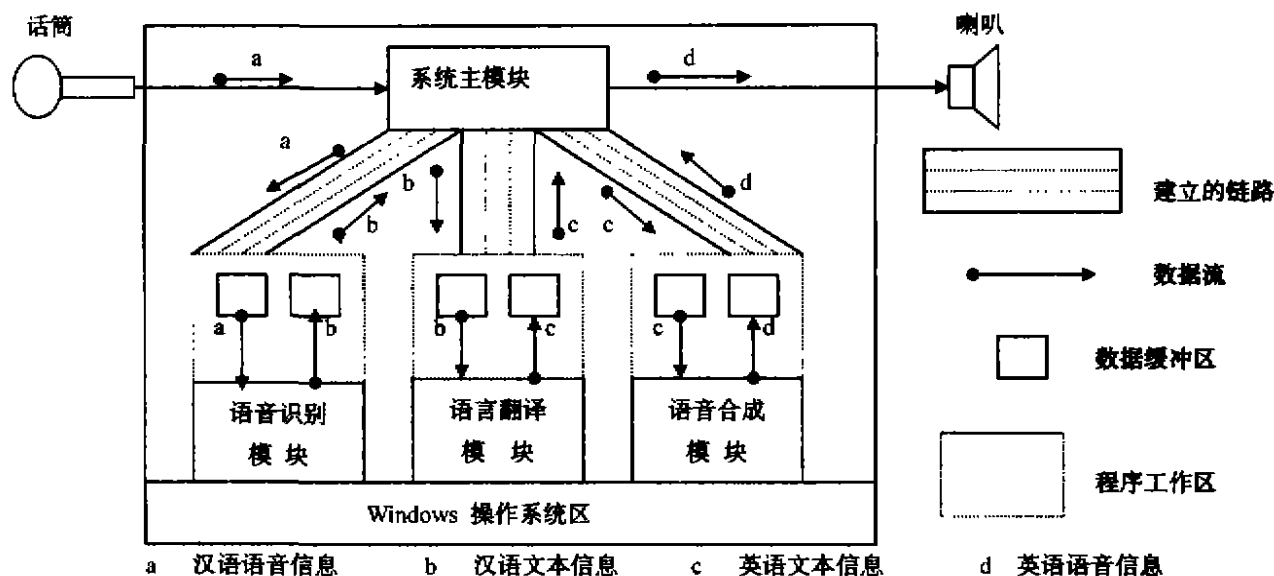 话筒
喇叭
a
d
系统主模块
a
b
b
c
c
d
建立的链路
数据流
a
b
b
c
c
d
数据缓冲区
语音识别
模 块
语言翻译
模 块
语音合成
模 块
程序工作区
Windows 操作系统区
a 汉语语音信息 b 汉语文本信息 c 英语文本信息 d 英语语音信息